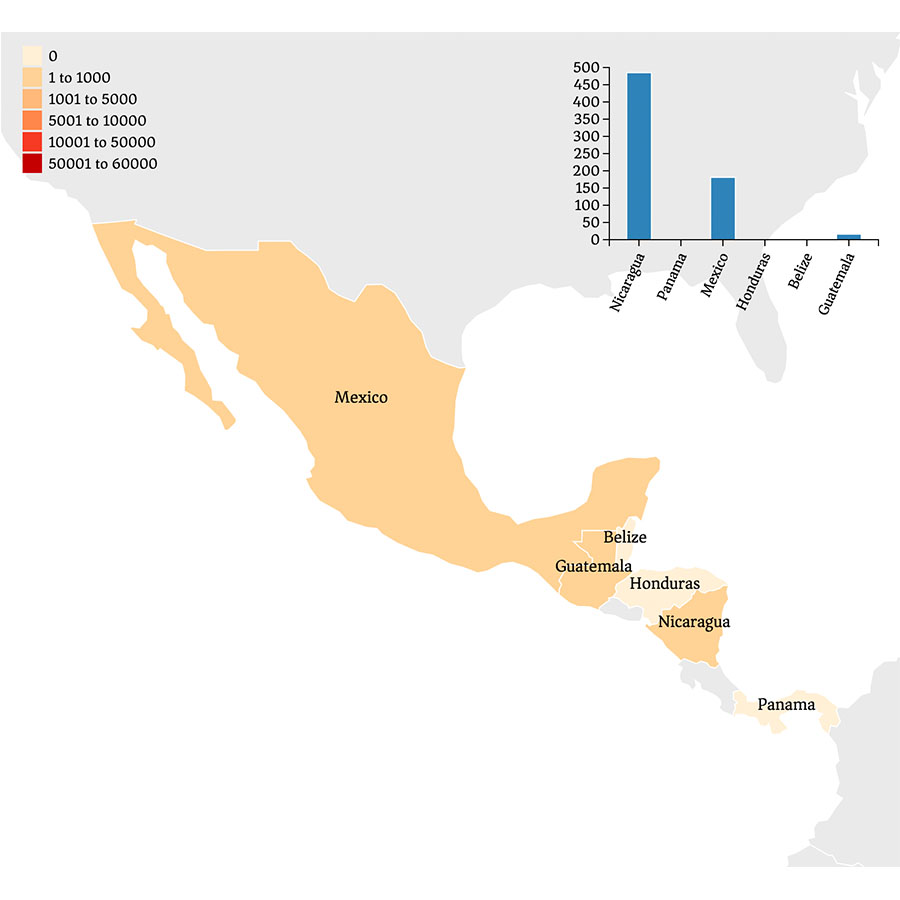 0
1 to 1000
1001 to 5000
5001 to 10000
10001 to 50000
50001 to 60000
500
450
400
350
300
250
200
150
100
50
0
Nicaragua
Panama
Mexico
Honduras
Belize
Guatemala
Mexico
Belize
Guatemala
Honduras
Nicaragua
Panama